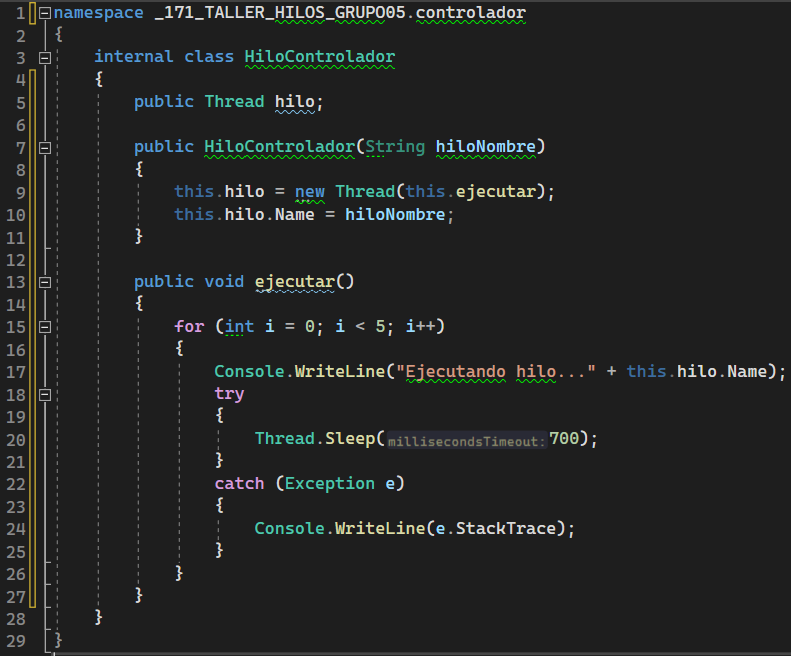 1 namespace _171_TALLER_HILOS_GRUPO05.controlador
2 {
3 internal class HiloControlador
4 {
5 public Thread hilo;
6
7 public HiloControlador(String hiloNombre)
8 {
9 this.hilo = new Thread(this.ejecutar);
10 this.hilo.Name = hiloNombre;
11 }
12
13 public void ejecutar()
14 {
15 for (int i = 0; i < 5; i++)
16 {
17 Console.WriteLine("Ejecutando hilo..." + this.hilo.Name);
18 try
19 {
20 Thread.Sleep(millisecondsTimeout:700);
21 }
22 catch (Exception e)
23 {
24 Console.WriteLine(e.StackTrace);
25 }
26 }
27 }
28 }
29 }